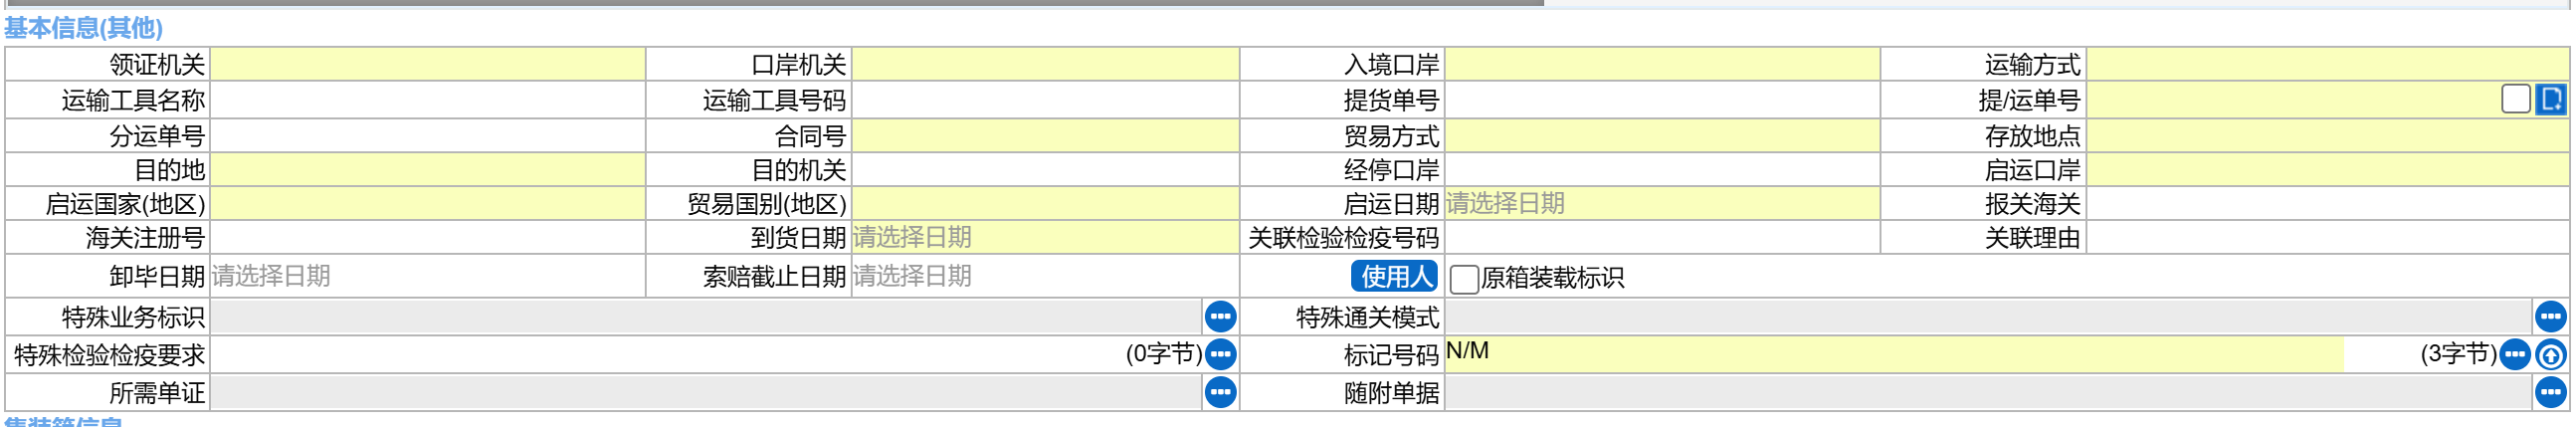 基本信息(其他)
领证机关 口岸机关 入境口岸 运输方式
运输工具名称 运输工具号码 提货单号 提/运单号
分运单号 合同号 贸易方式 存放地点
目的地 目的机关 经停口岸 启运口岸
启运国家(地区) 贸易国别(地区) 启运日期 请选择日期 报关海关
海关注册号 到货日期 请选择日期 关联检验检疫号码 关联理由
卸毕日期 请选择日期 索赔截止日期 请选择日期 使用人 原箱装载标识
特殊业务标识 特殊通关模式
特殊检验检疫要求 (0字节) 标记号码 N/M (3字节)
所需单证 随附单据
集装箱信息